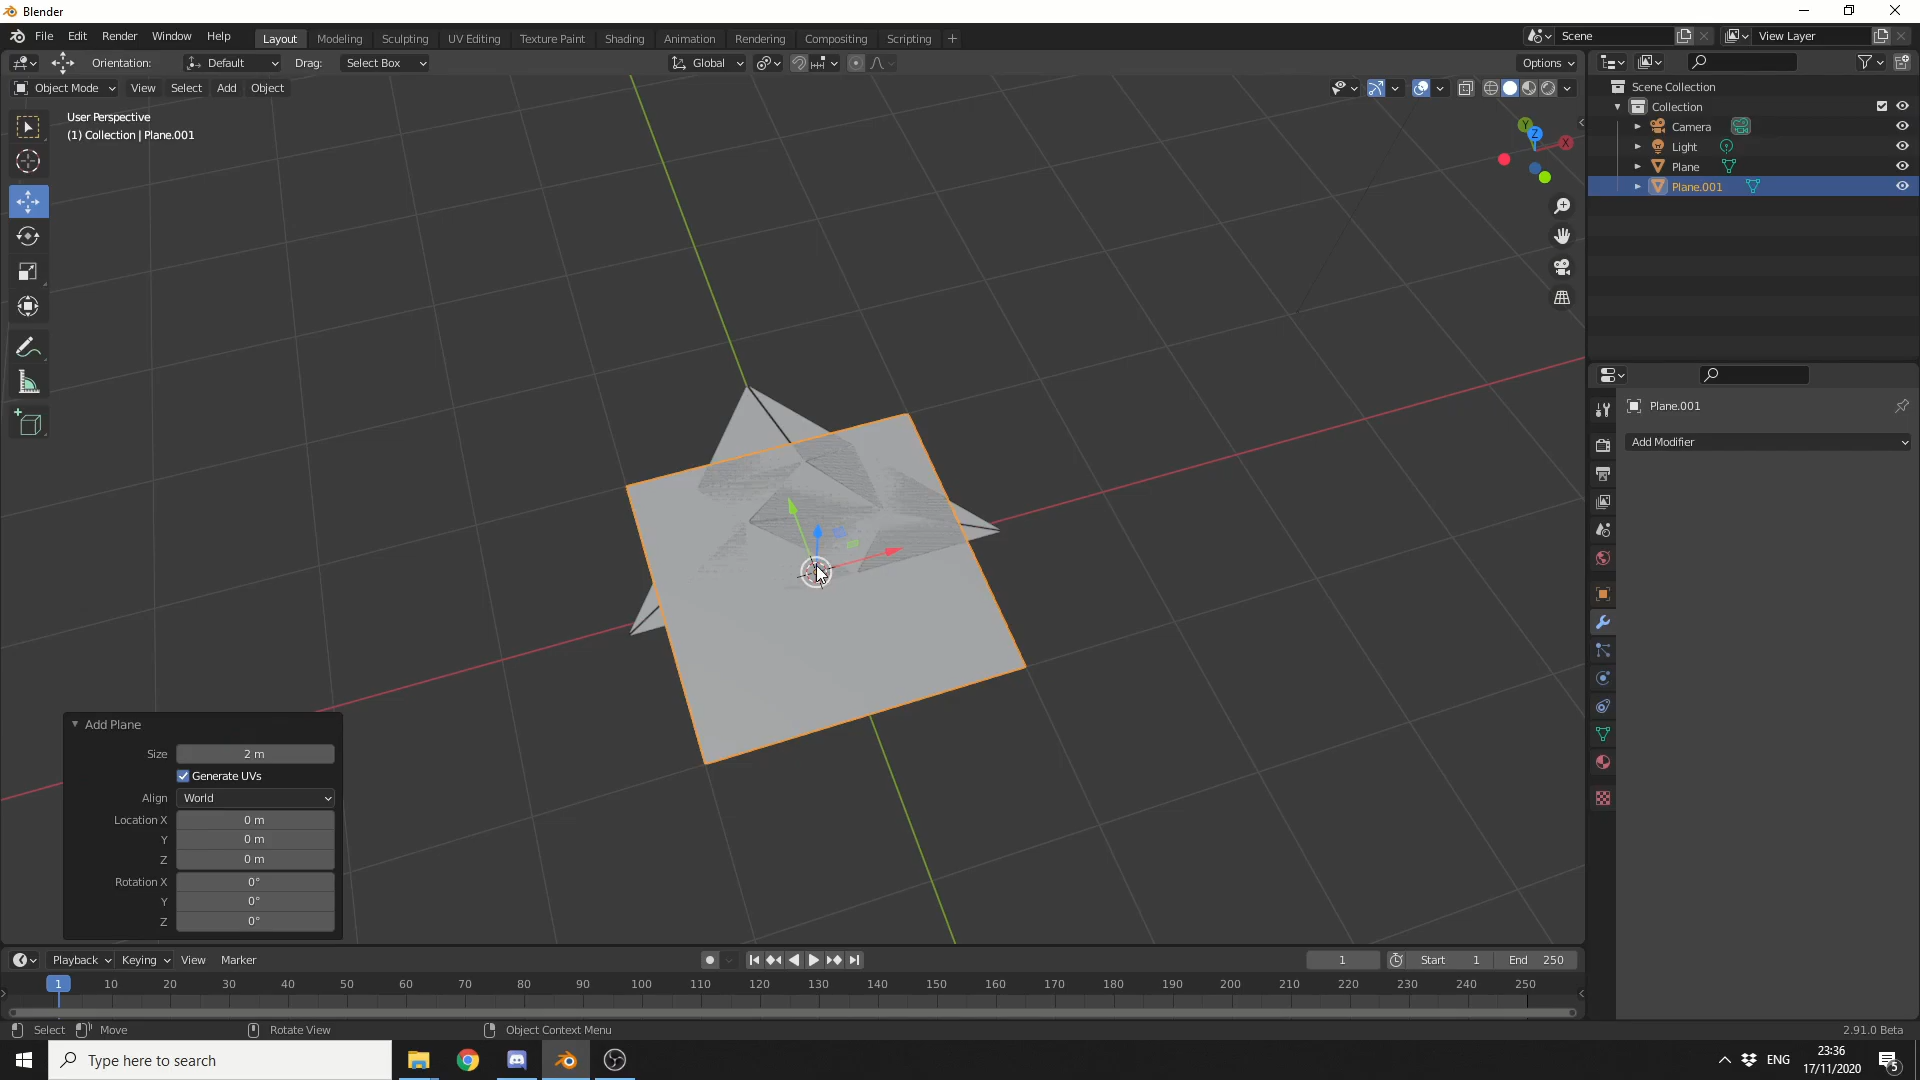 Blender
File Edit Render Window Help Layout Modeling Sculpting UV Editing Texture Paint Shading Animation Rendering Compositing Scripting + Scene View Layer
Orientation: Default Drag: Select Box Global Options
Object Mode View Select Add Object
User Perspective
(1) Collection | Plane.001
Y
Z
X
Scene Collection
Collection
Camera
Light
Plane
Plane.001
Plane.001
Add Modifier
Add Plane
Size 2 m
Generate UVs
Align World
Location X 0 m
Y 0 m
Z 0 m
Rotation X 0°
Y 0°
Z 0°
Playback Keying View Marker 1 Start 1 End 250
1 10 20 30 40 50 60 70 80 90 100 110 120 130 140 150 160 170 180 190 200 210 220 230 240 250
Select Move Rotate View Object Context Menu 2.91.0 Beta
Type here to search ENG 23:36
17/11/2020
5